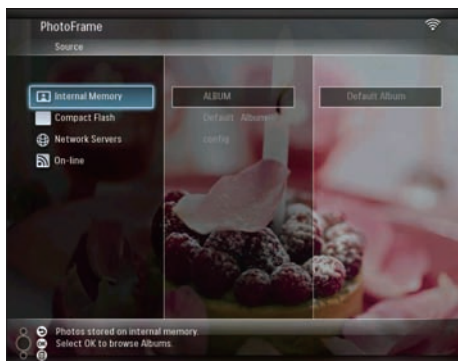 PhotoFrame
Source
Internal Memory
Compact Flash
Network Servers
On-line
ALBUM
Default Album
config
Default Album
Photos stored on internal memory.
OK Select OK to browse Albums.